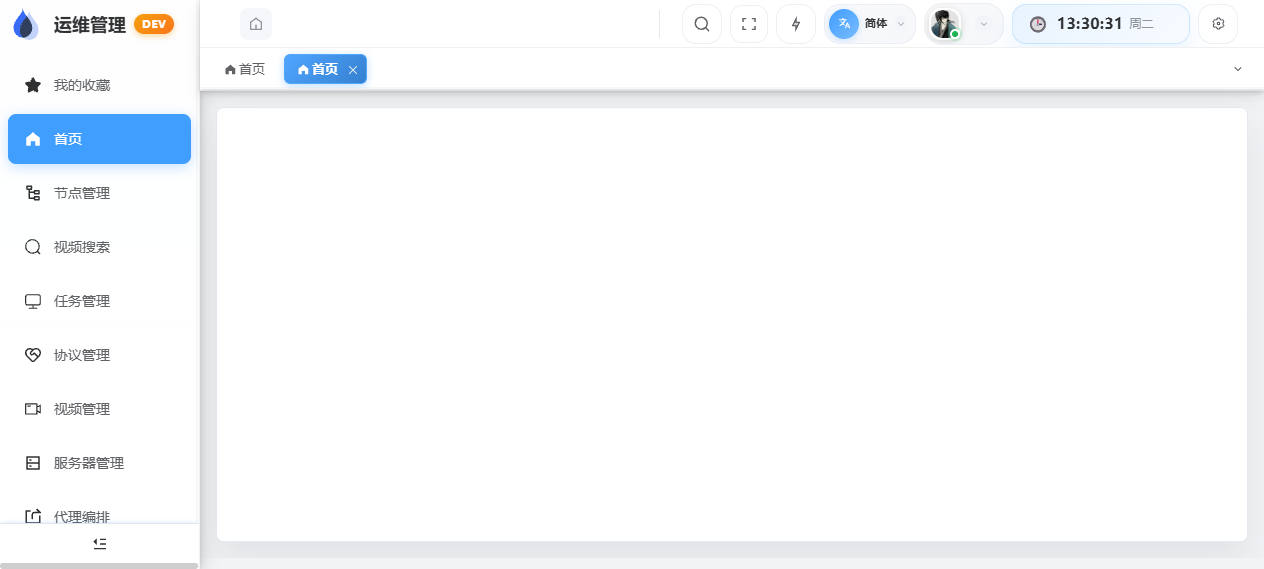 运维管理 DEV
简体
13:30:31 周二
首页
首页
我的收藏
首页
节点管理
视频搜索
任务管理
协议管理
视频管理
服务器管理
代理编排